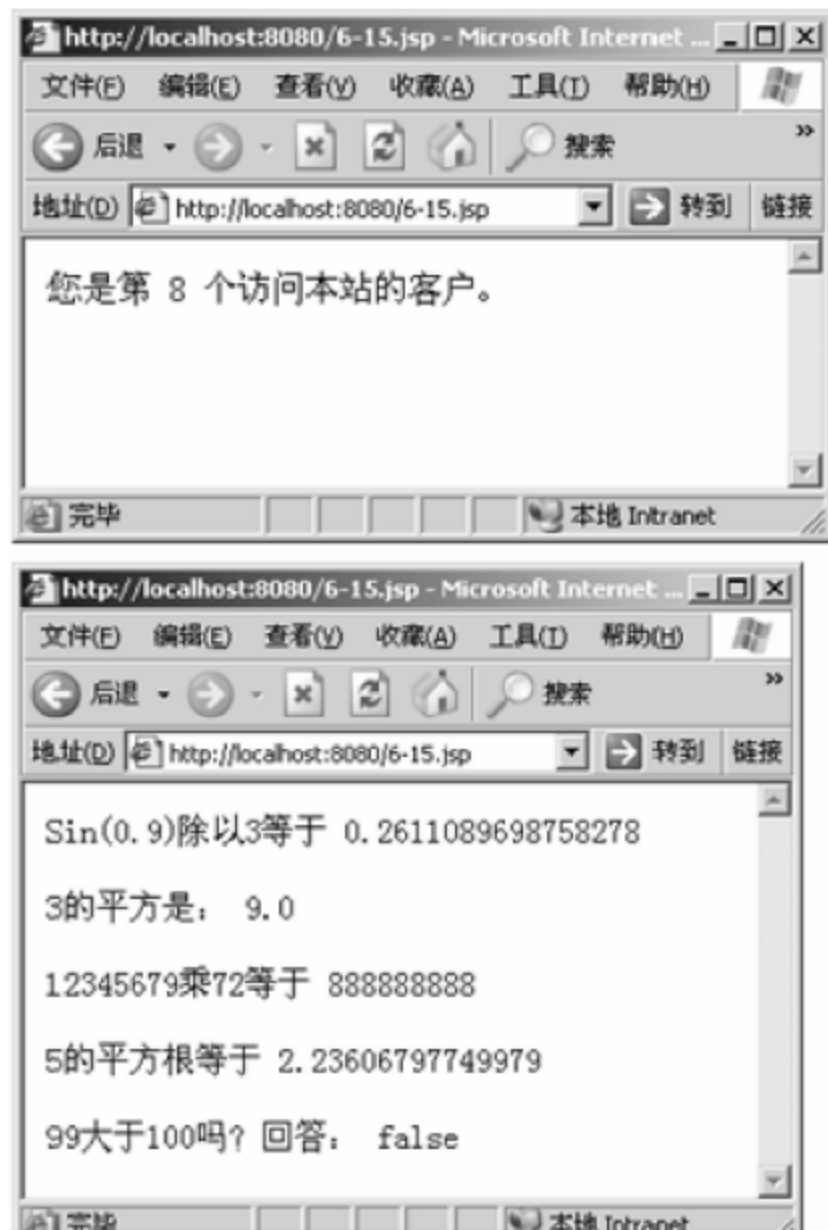 http://localhost:8080/6-15.jsp - Microsoft Internet ...
文件(F) 编辑(E) 查看(V) 收藏(A) 工具(T) 帮助(H)
后退 搜索 »
地址(D) http://localhost:8080/6-15.jsp 转到 链接
您是第 8 个访问本站的客户。
完毕 本地 Intranet
http://localhost:8080/6-15.jsp - Microsoft Internet ...
文件(F) 编辑(E) 查看(V) 收藏(A) 工具(T) 帮助(H)
后退 搜索 »
地址(D) http://localhost:8080/6-15.jsp 转到 链接
Sin(0.9)除以3等于 0.2611089698758278
3的平方是： 9.0
12345679乘72等于 888888888
5的平方根等于 2.23606797749979
99大于100吗？回答： false
完毕 本地 Intranet